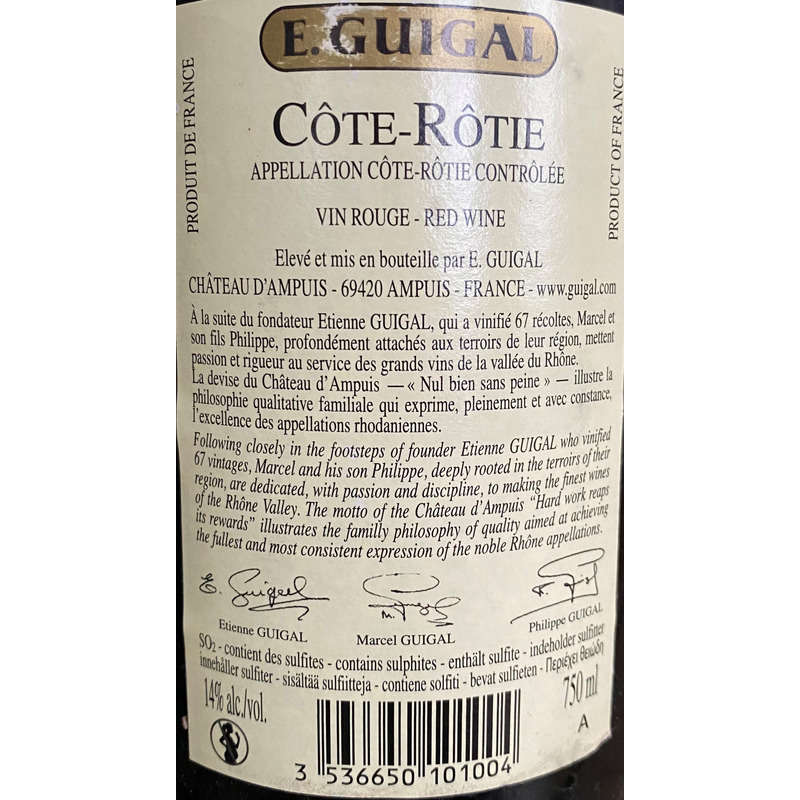 E. GUIGAL
CÔTE-RÔTIE
APPELLATION CÔTE-RÔTIE CONTRÔLÉE
VIN ROUGE - RED WINE
PRODUIT DE FRANCE
PRODUCT OF FRANCE
Elevé et mis en bouteille par E. GUIGAL
CHÂTEAU D'AMPUIS - 69420 AMPUIS - FRANCE - www.guigal.com
À la suite du fondateur Etienne GUIGAL, qui a vinifié 67 récoltes, Marcel et
son fils Philippe, profondément attachés aux terroirs de leur région, mettent
passion et rigueur au service des grands vins de la vallée du Rhône.
La devise du Château d'Ampuis — « Nul bien sans peine » — illustre la
philosophie qualitative familiale qui exprime, pleinement et avec constance,
l'excellence des appellations rhodaniennes.
Following closely in the footsteps of founder Etienne GUIGAL who vinified
67 vintages, Marcel and his son Philippe, deeply rooted in the terroirs of their
region, are dedicated, with passion and discipline, to making the finest wines
of the Rhône Valley. The motto of the Château d'Ampuis "Hard work reaps
its rewards" illustrates the familly philosophy of quality aimed at achieving
the fullest and most consistent expression of the noble Rhône appellations.
E. Guigal
Etienne GUIGAL
Marcel GUIGAL
Philippe GUIGAL
SO2 - contient des sulfites - contains sulphites - enthält sulfite - indeholder sulfitter
innehåller sulfiter - sisältää sulfiitteja - contiene solfiti - bevat sulfieten - Περιέχει Θειώδη
14% alc./vol.
750 ml
A
3 536650 101004